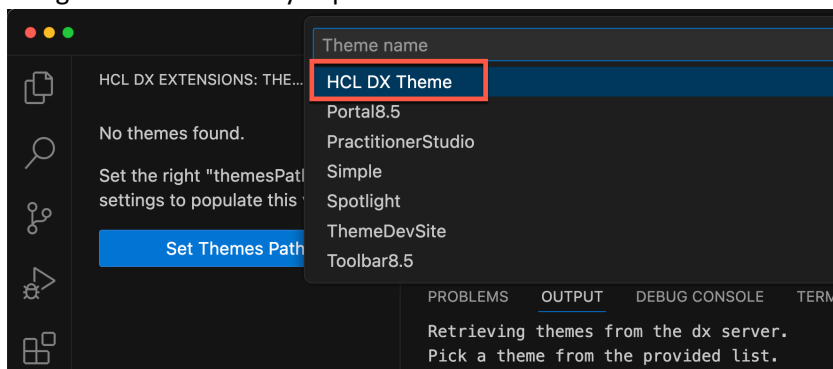 Theme name
HCL DX EXTENSIONS: THE...
HCL DX Theme
Portal8.5
No themes found.
PractitionerStudio
Set the right "themesPat
Simple
settings to populate this
Spotlight
ThemeDevSite
Set Themes Path
Toolbar8.5
PROBLEMS OUTPUT DEBUG CONSOLE TERM
Retrieving themes from the dx server.
Pick a theme from the provided list.